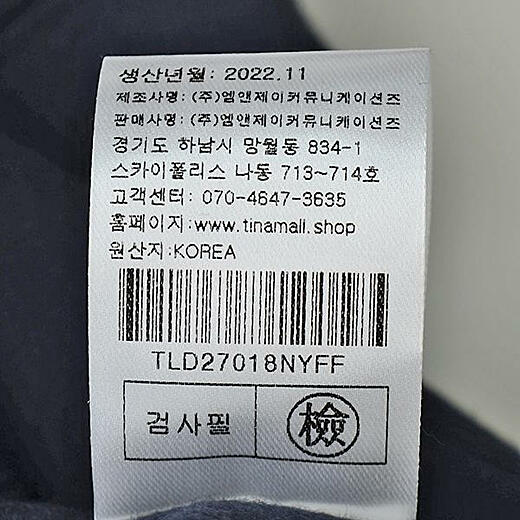 생산년월: 2022.11
제조사명: (주)엠앤제이커뮤니케이션즈
판매사명: (주)엠앤제이커뮤니케이션즈
경기도 하남시 망월동 834-1
스카이폴리스 나동 713~714호
고객센터: 070-4647-3635
홈페이지:www.tinamall.shop
원산지:KOREA
TLD27018NYFF
검사필 檢